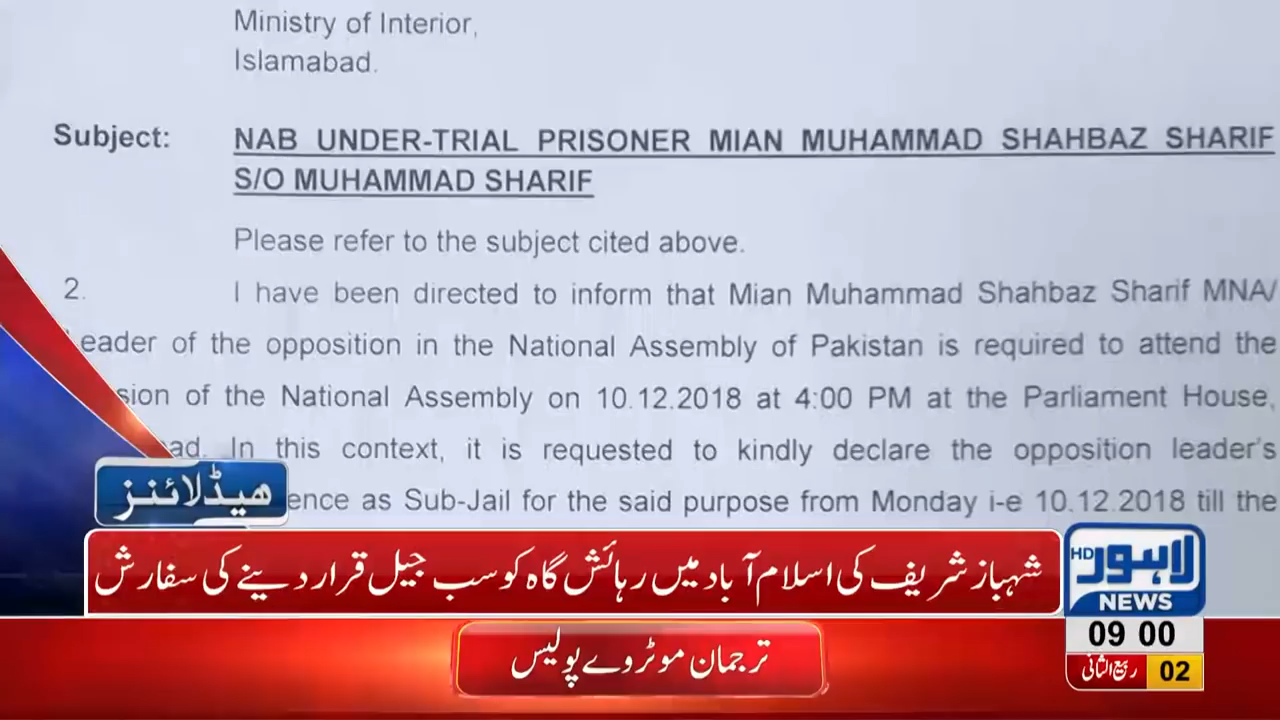 Ministry of Interior,
Islamabad.
Subject: NAB UNDER-TRIAL PRISONER MIAN MUHAMMAD SHAHBAZ SHARIF
S/O MUHAMMAD SHARIF
Please refer to the subject cited above.
2. I have been directed to inform that Mian Muhammad Shahbaz Sharif MNA/
eader of the opposition in the National Assembly of Pakistan is required to attend the
sion of the National Assembly on 10.12.2018 at 4:00 PM at the Parliament House,
ad. In this context, it is requested to kindly declare the opposition leader's
ence as Sub-Jail for the said purpose from Monday i-e 10.12.2018 till the
ہیڈلائنز
شہباز شریف کی اسلام آباد میں رہائش گاہ کو سب جیل قرار دینے کی سفارش
لاہور HD
NEWS
09 00
ترجمان موٹروے پولیس
ربیع الثانی 02